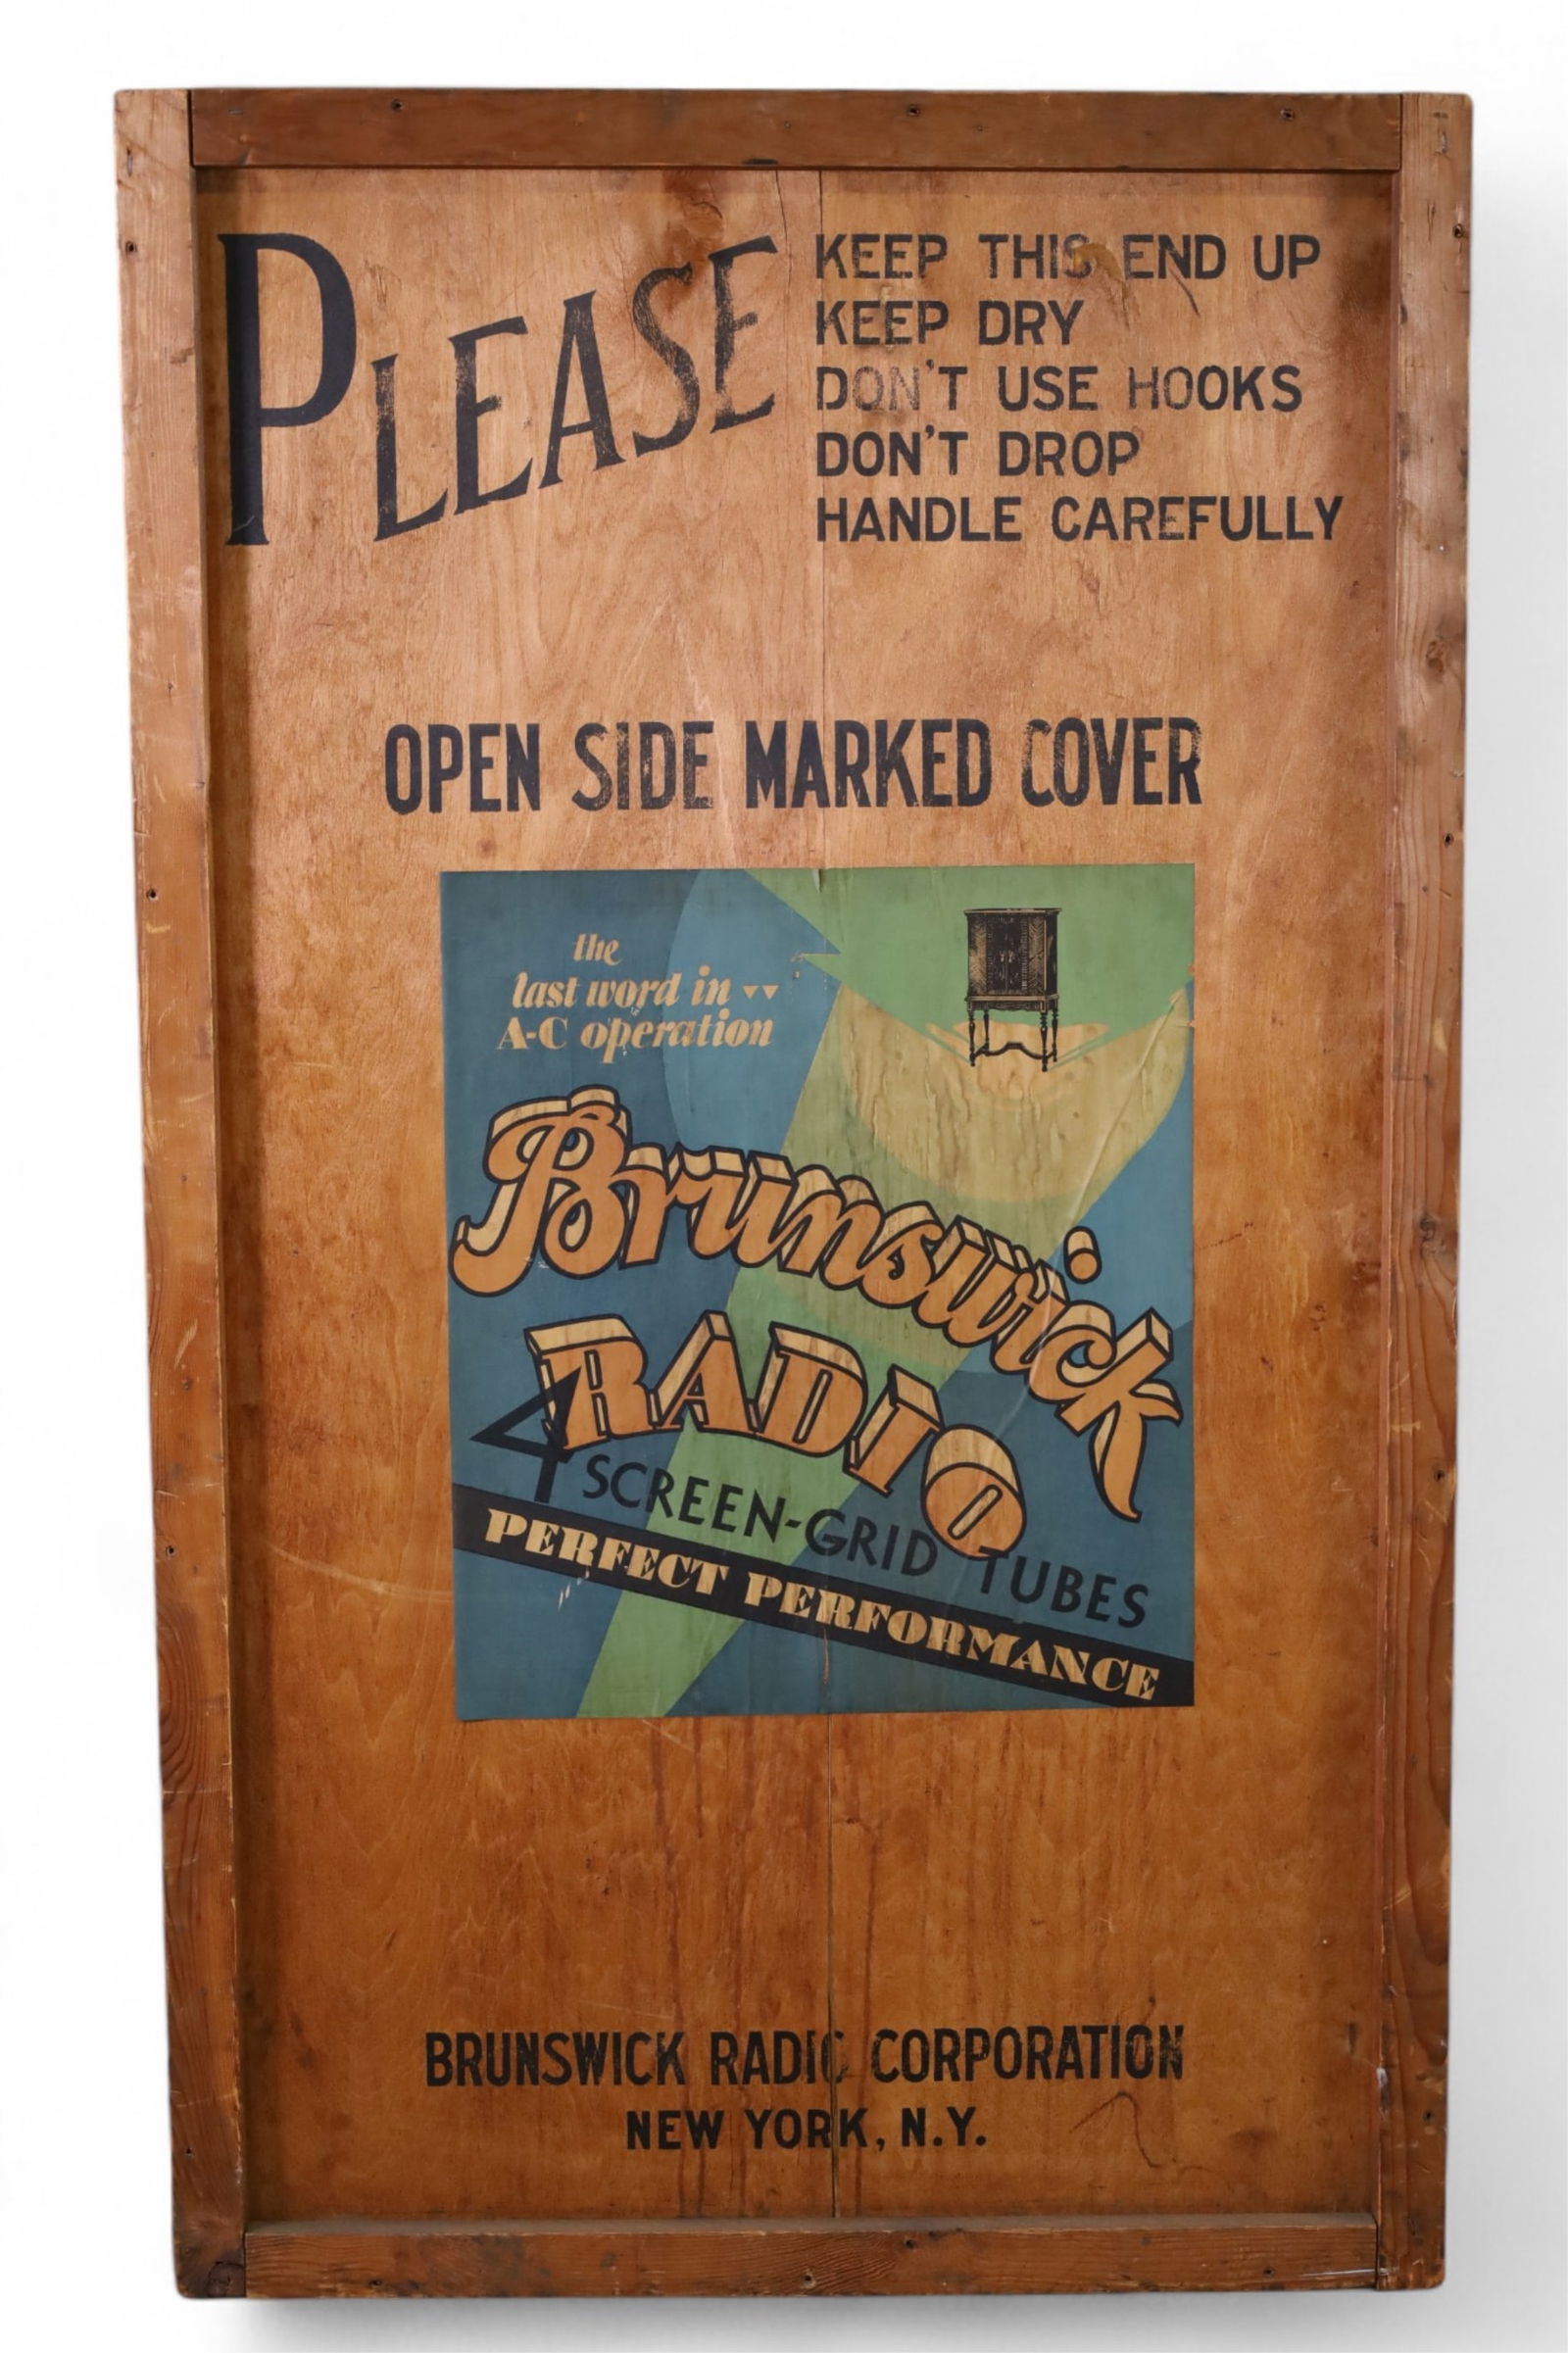 PLEASE
KEEP THIS END UP
KEEP DRY
DON'T USE HOOKS
DON'T DROP
HANDLE CAREFULLY
OPEN SIDE MARKED COVER
the
last word in
A-C operation
Brunswick
RADIO
4 SCREEN-GRID TUBES
PERFECT PERFORMANCE
BRUNSWICK RADIO CORPORATION
NEW YORK, N.Y.